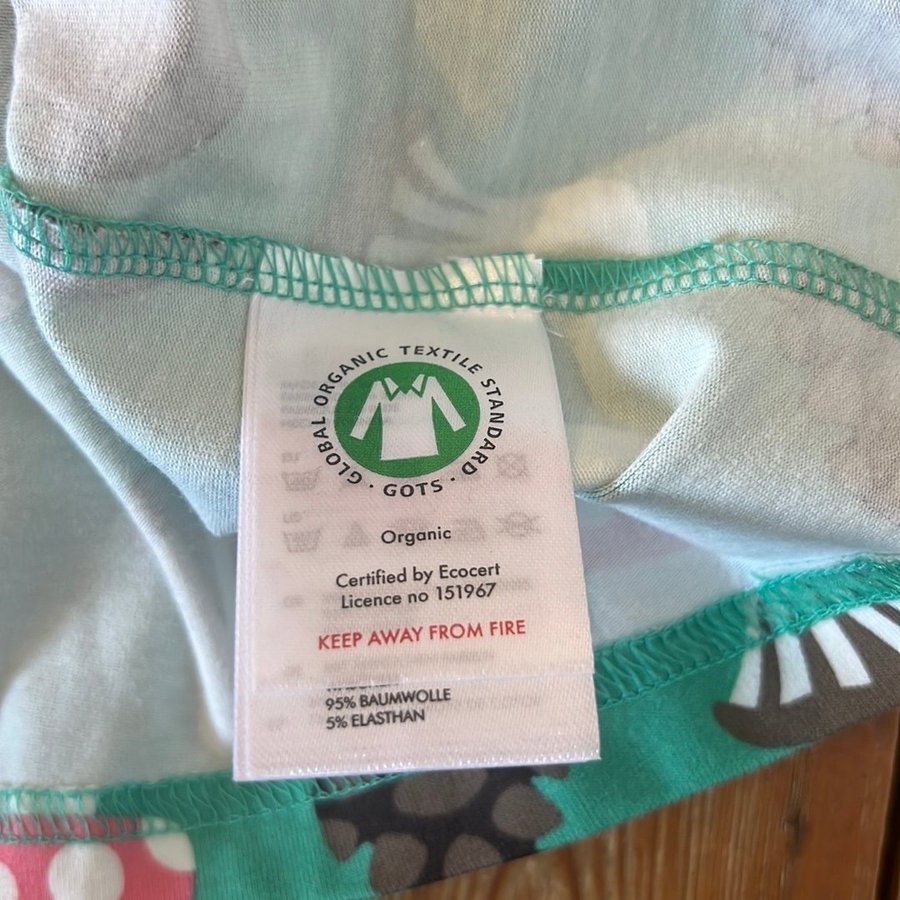 GLOBAL ORGANIC TEXTILE STANDARD · GOTS ·
Organic
Certified by Ecocert
Licence no 151967
KEEP AWAY FROM FIRE
95% BAUMWOLLE
5% ELASTHAN